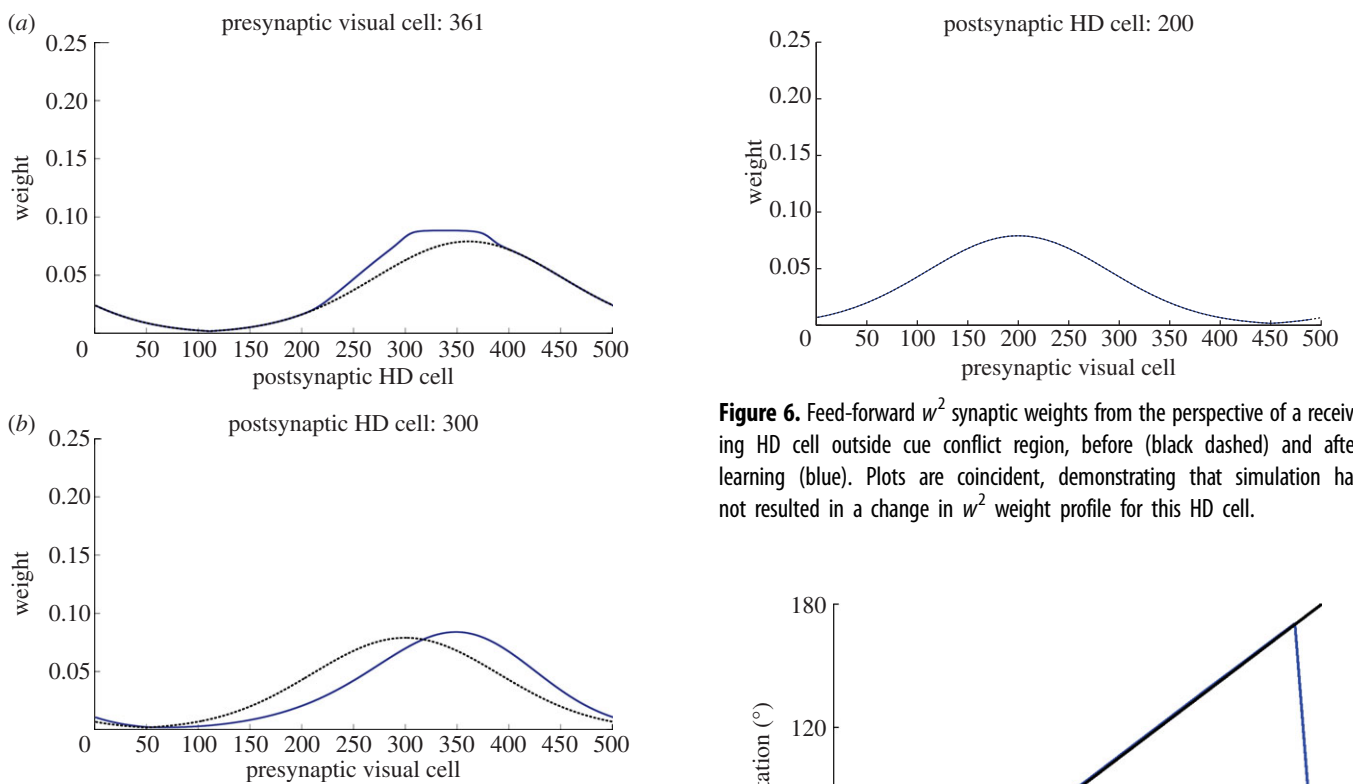 (a) presynaptic visual cell: 361
0.25
0.20
0.15
0.10
0.05
weight
0 50 100 150 200 250 300 350 400 450 500
postsynaptic HD cell
(b) postsynaptic HD cell: 300
0.25
0.20
0.15
0.10
0.05
weight
0 50 100 150 200 250 300 350 400 450 500
presynaptic visual cell
postsynaptic HD cell: 200
0.25
0.20
0.15
0.10
0.05
weight
0 50 100 150 200 250 300 350 400 450 500
presynaptic visual cell
Figure 6. Feed-forward w² synaptic weights from the perspective of a receiv
ing HD cell outside cue conflict region, before (black dashed) and afte
learning (blue). Plots are coincident, demonstrating that simulation ha
not resulted in a change in w² weight profile for this HD cell.
180
120
tation (°)